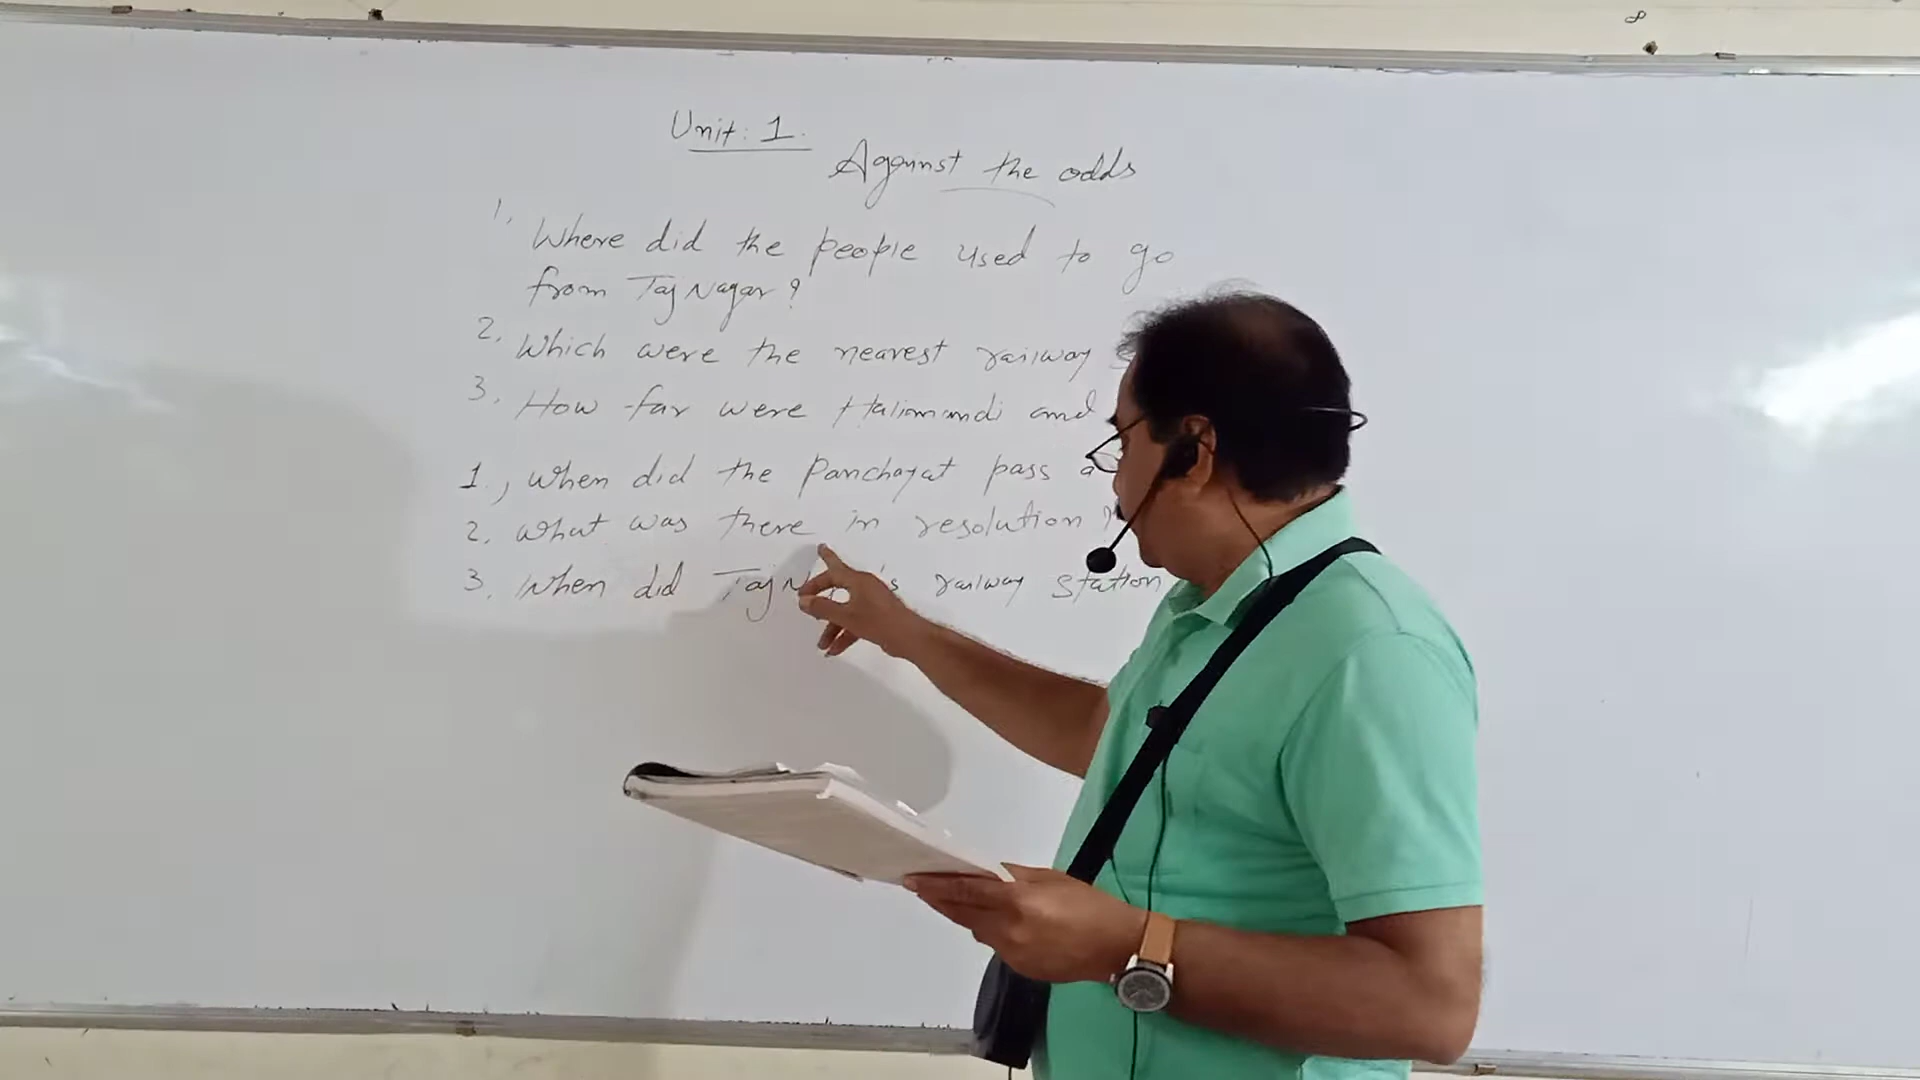 Unit: 1.
Against the odds
1. Where did the people used to go
from Taj Nagar?
2. Which were the nearest railway
3. How far were Halimandi and
1., When did the Panchayat pass a
2. What was there in resolution?
3. When did Taj railway station